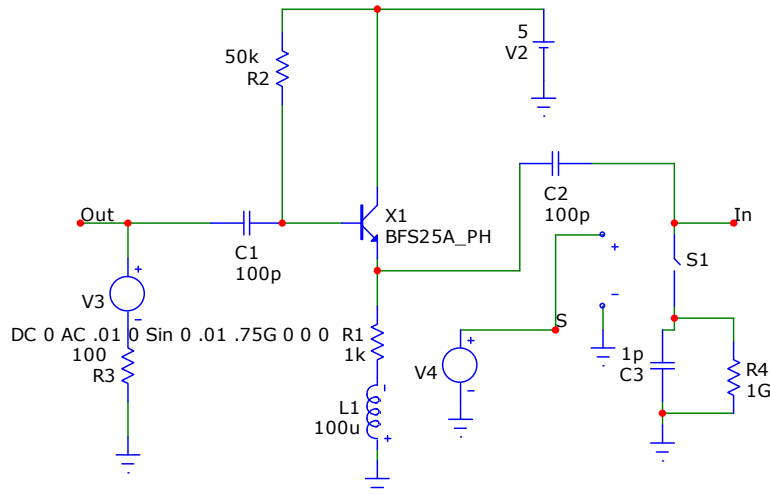 5
V2
50k
R2
C2
100p
Out
X1
BFS25A_PH
In
C1
100p
S1
+
-
+
V3
-
DC 0 AC .01 0 Sin 0 .01 .75G 0 0 0
100
R3
R1
1k
S
+
V4
-
1p
C3
R4
1G
-
L1
100u
+